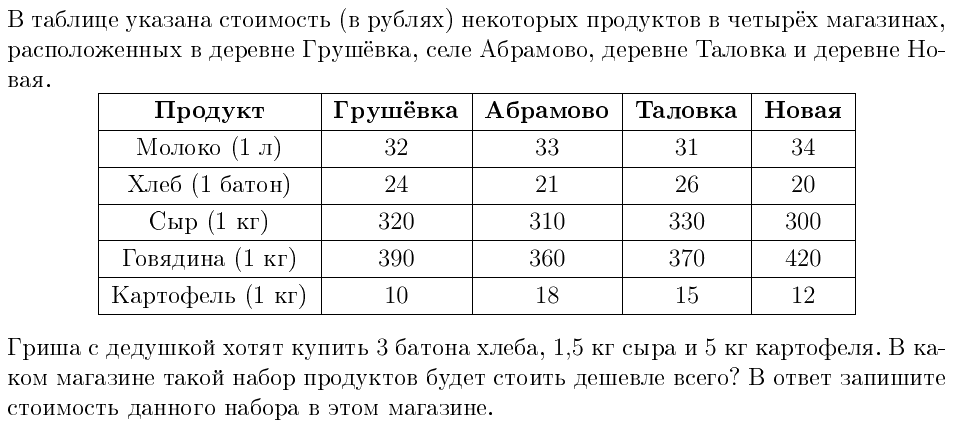 В таблице указана стоимость (в рублях) некоторых продуктов в четырёх магазинах,
расположенных в деревне Грушёвка, селе Абрамово, деревне Таловка и деревне Но-
вая.
Продукт Грушёвка Абрамово Таловка Новая
Молоко (1 л) 32 33 31 34
Хлеб (1 батон) 24 21 26 20
Сыр (1 кг) 320 310 330 300
Говядина (1 кг) 390 360 370 420
Картофель (1 кг) 10 18 15 12
Гриша с дедушкой хотят купить 3 батона хлеба, 1,5 кг сыра и 5 кг картофеля. В ка-
ком магазине такой набор продуктов будет стоить дешевле всего? В ответ запишите
стоимость данного набора в этом магазине.